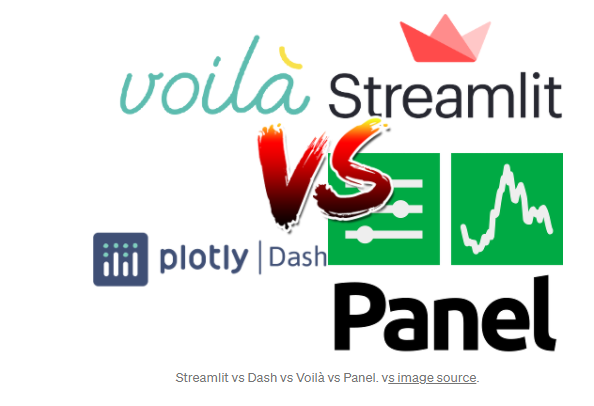 voilà
Streamlit
VS
plotly | Dash
Panel
Streamlit vs Dash vs Voilà vs Panel. vs image source.